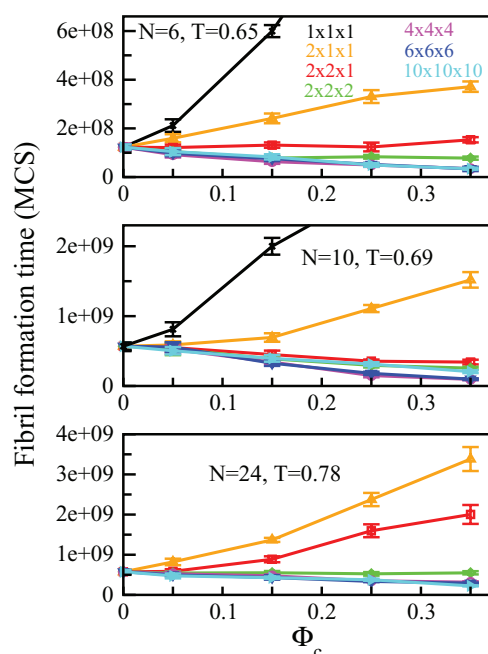 Fibril formation time (MCS)
N=6, T=0.65
1x1x1
2x1x1
2x2x1
2x2x2
4x4x4
6x6x6
10x10x10
6e+08
4e+08
2e+08
0
0 0.1 0.2 0.3
N=10, T=0.69
2e+09
1e+09
0
0 0.1 0.2 0.3
N=24, T=0.78
4e+09
3e+09
2e+09
1e+09
0
0 0.1 0.2 0.3
Φc